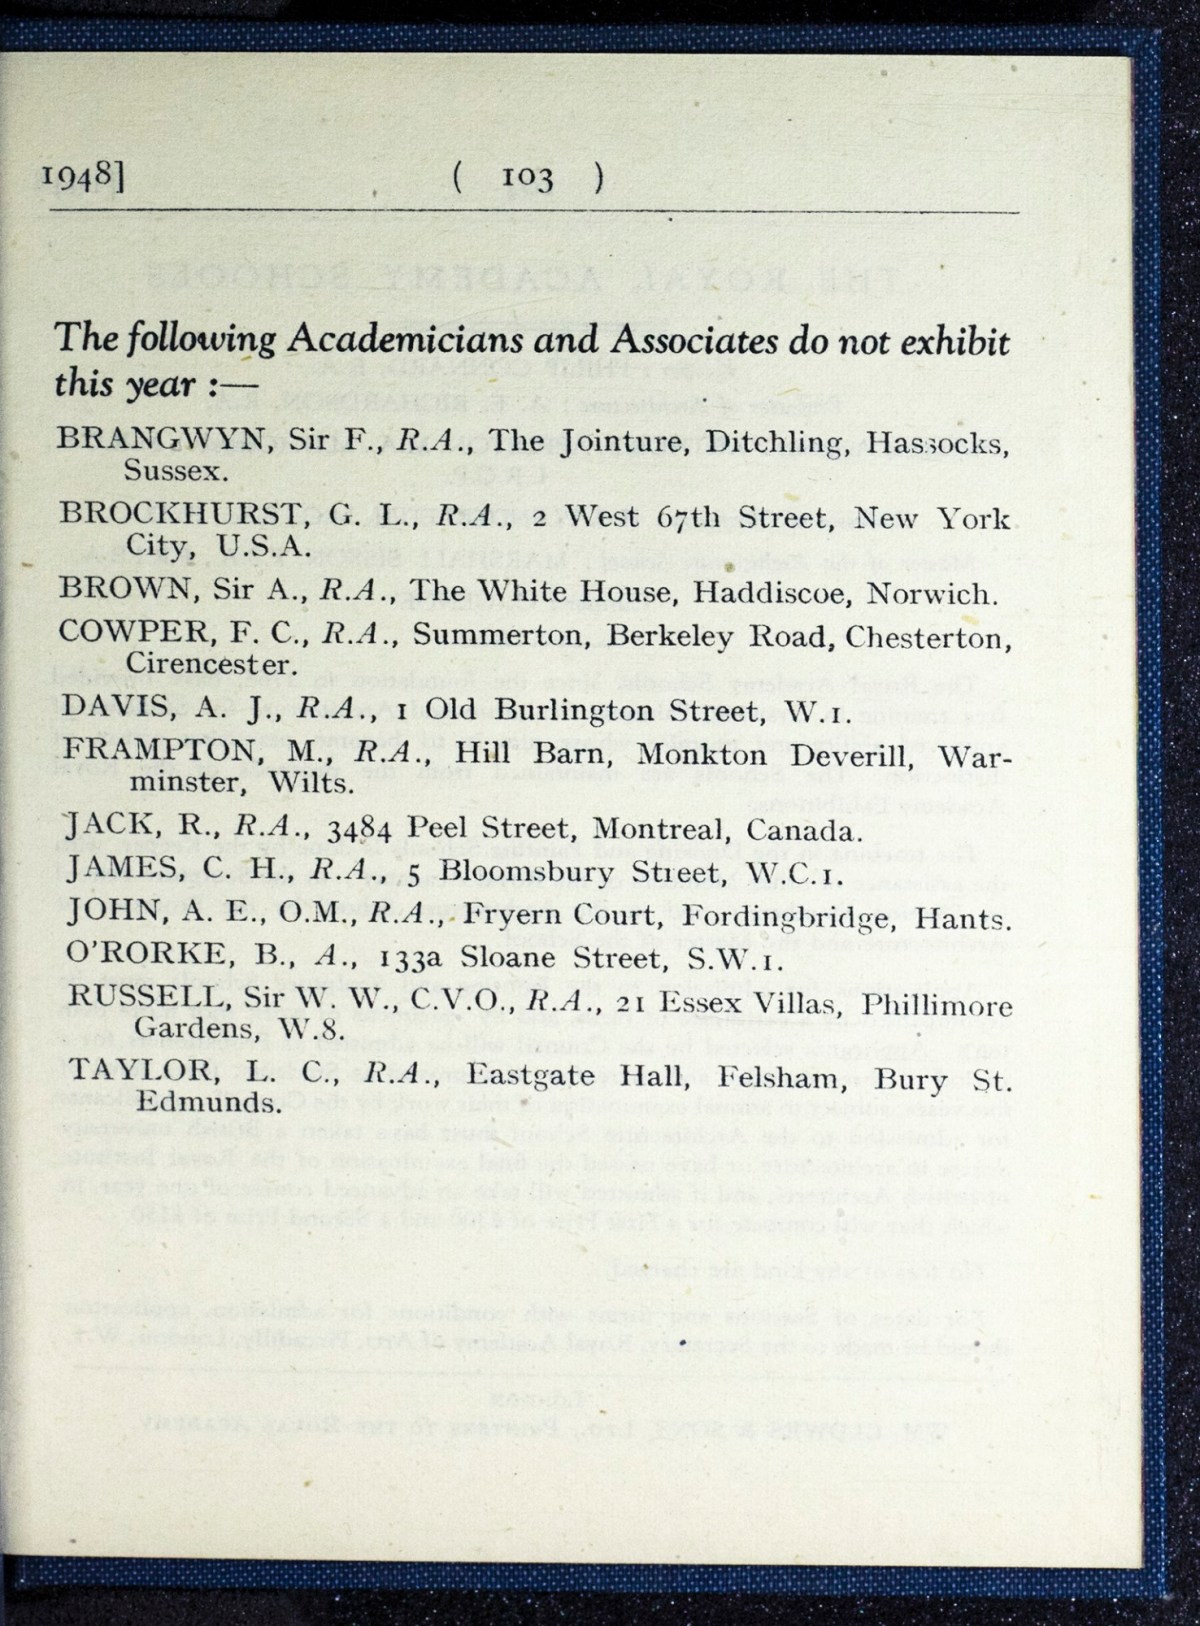 1948]
( 103 )
The following Academicians and Associates do not exhibit
this year :—
BRANGWYN, Sir F., R.A., The Jointure, Ditchling, Hassocks,
Sussex.
BROCKHURST, G. L., R.A., 2 West 67th Street, New York
City, U.S.A.
BROWN, Sir A., R.A., The White House, Haddiscoe, Norwich.
COWPER, F. C., R.A., Summerton, Berkeley Road, Chesterton,
Cirencester.
DAVIS, A. J., R.A., 1 Old Burlington Street, W.1.
FRAMPTON, M., R.A., Hill Barn, Monkton Deverill, War-
minster, Wilts.
JACK, R., R.A., 3484 Peel Street, Montreal, Canada.
JAMES, C. H., R.A., 5 Bloomsbury Street, W.C.1.
JOHN, A. E., O.M., R.A., Fryern Court, Fordingbridge, Hants.
O'RORKE, B., A., 133a Sloane Street, S.W.1.
RUSSELL, Sir W. W., C.V.O., R.A., 21 Essex Villas, Phillimore
Gardens, W.8.
TAYLOR, L. C., R.A., Eastgate Hall, Felsham, Bury St.
Edmunds.